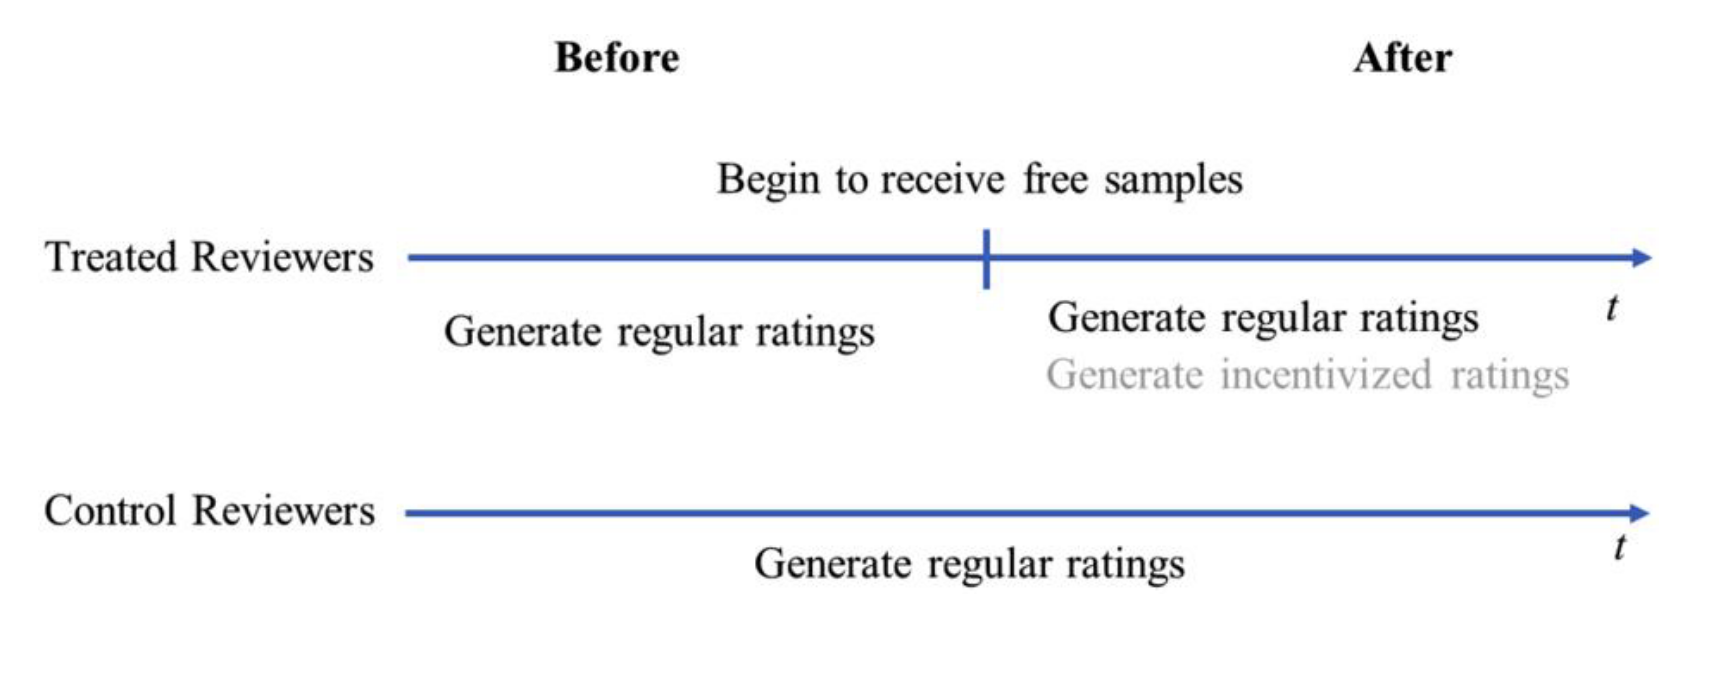 Before
After
Begin to receive free samples
Treated Reviewers
Generate regular ratings
Generate regular ratings
t
Generate incentivized ratings
Control Reviewers
t
Generate regular ratings